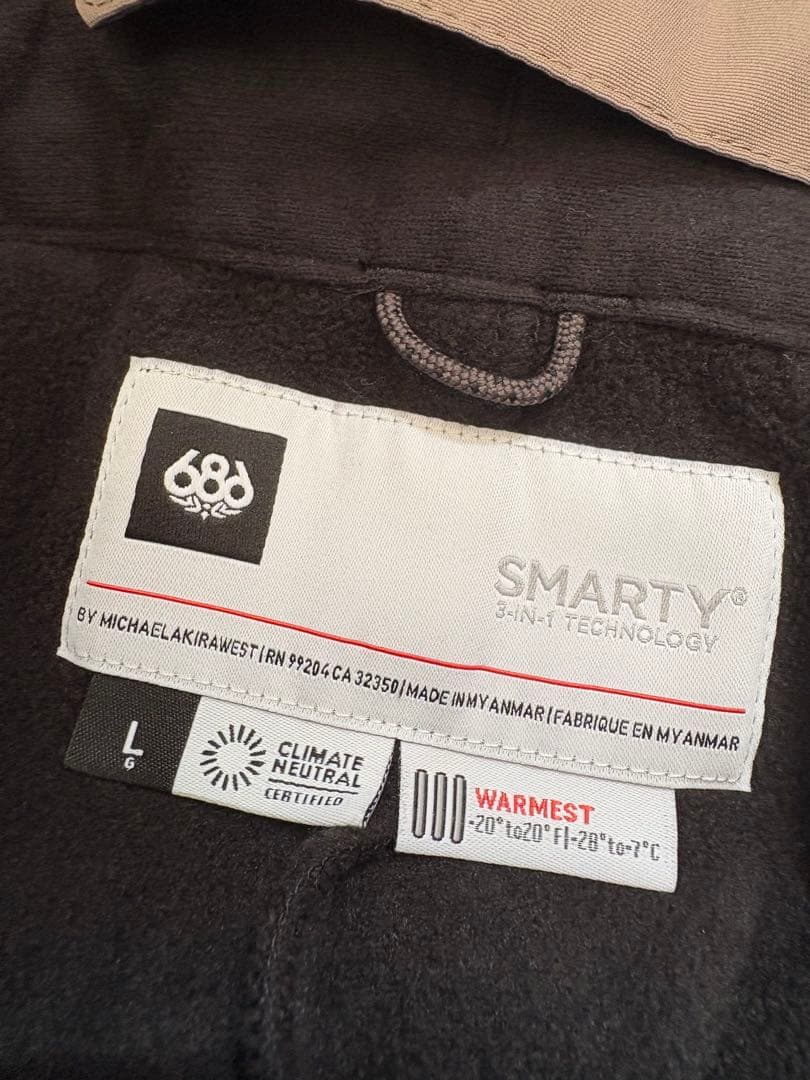 686
SMARTY®
3-IN-1 TECHNOLOGY
BY MICHAELAKIRAWEST | RN 99204 CA 32350 | MADE IN MYANMAR | FABRIQUE EN MYANMAR
L
G
CLIMATE
NEUTRAL
CERTIFIED
WARMEST
-20° to 20° F | -28° to -7° C